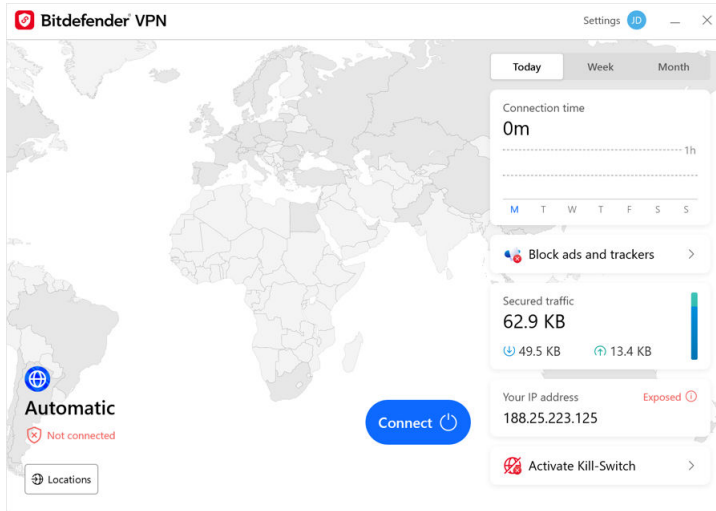 Bitdefender® VPN
Settings JD
Today Week Month
Connection time
0m
1h
M T W T F S S
Block ads and trackers
Secured traffic
62.9 KB
49.5 KB 13.4 KB
Your IP address Exposed
188.25.223.125
Activate Kill-Switch
Automatic
Not connected
Locations
Connect